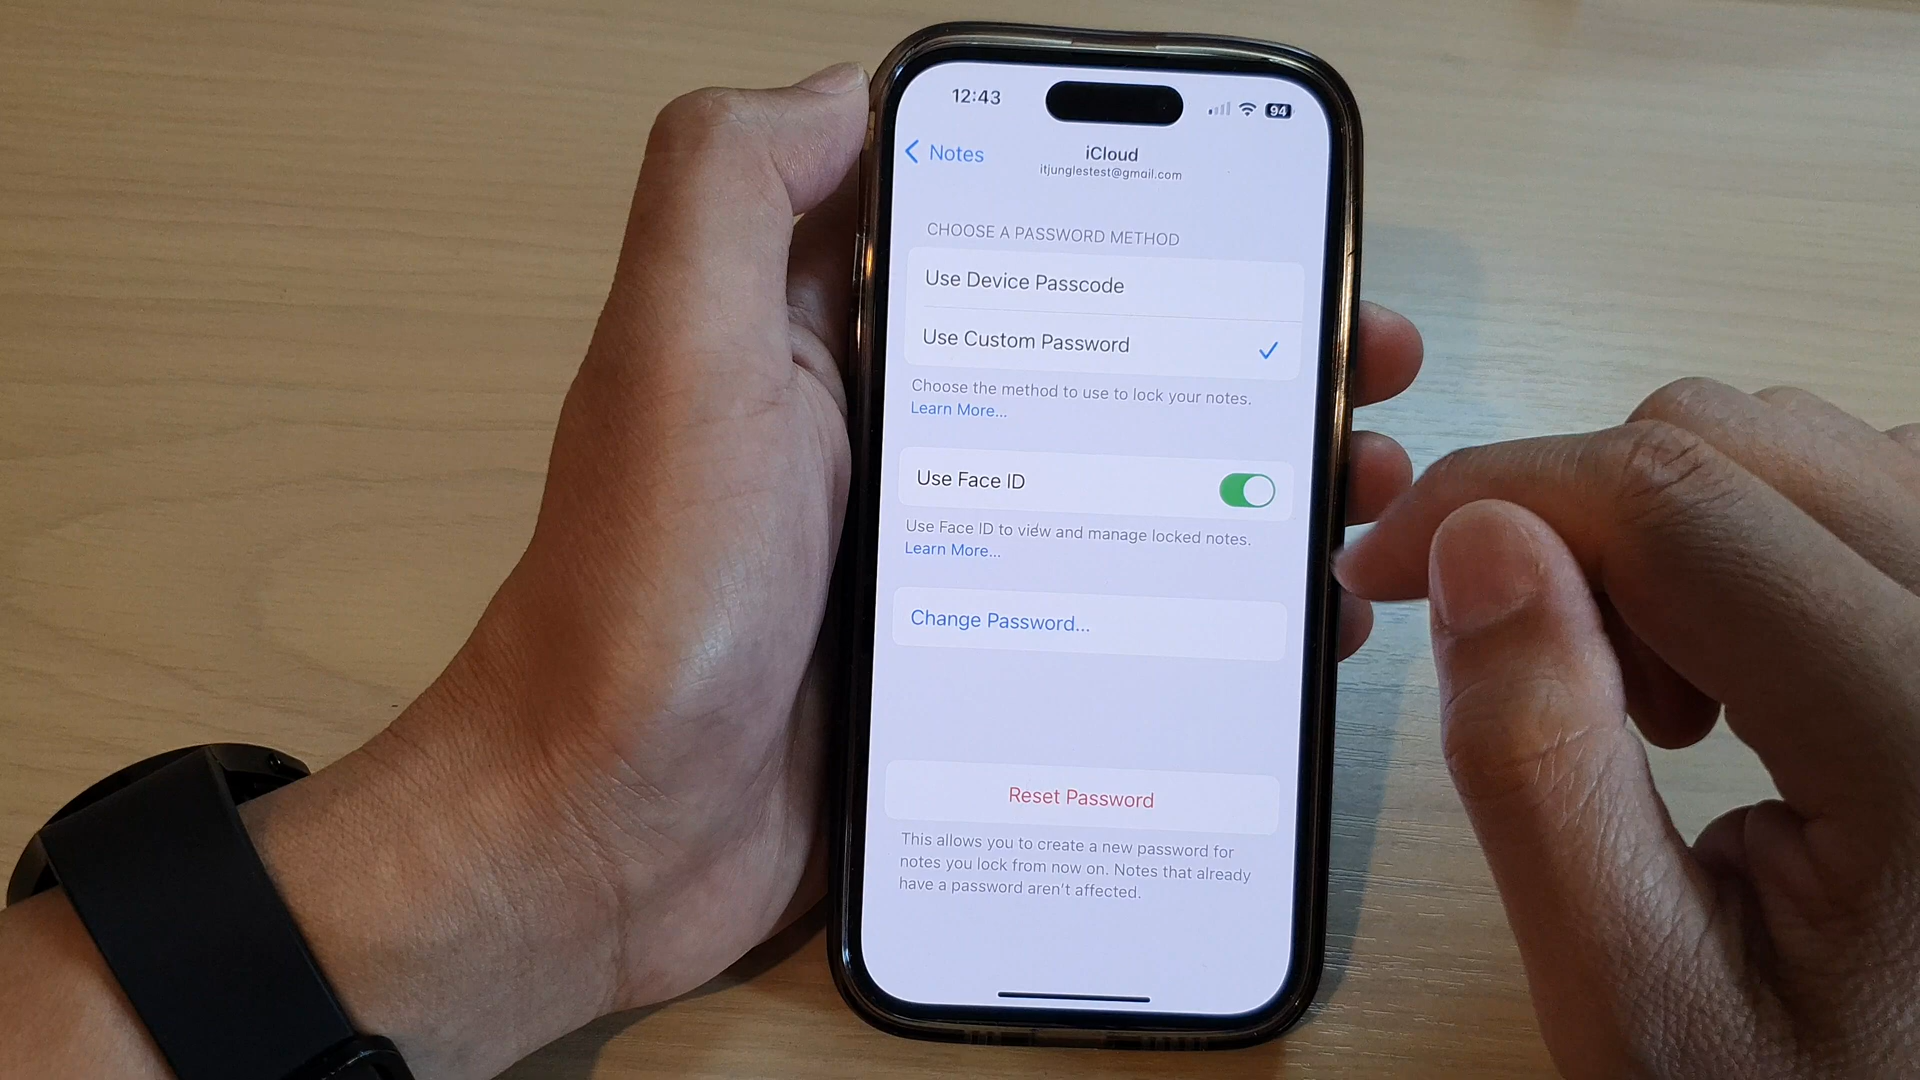 12:43
94
Notes
iCloud
itjunglestest@gmail.com
CHOOSE A PASSWORD METHOD
Use Device Passcode
Use Custom Password
Choose the method to use to lock your notes.
Learn More...
Use Face ID
Use Face ID to view and manage locked notes.
Learn More...
Change Password...
Reset Password
This allows you to create a new password for
notes you lock from now on. Notes that already
have a password aren't affected.